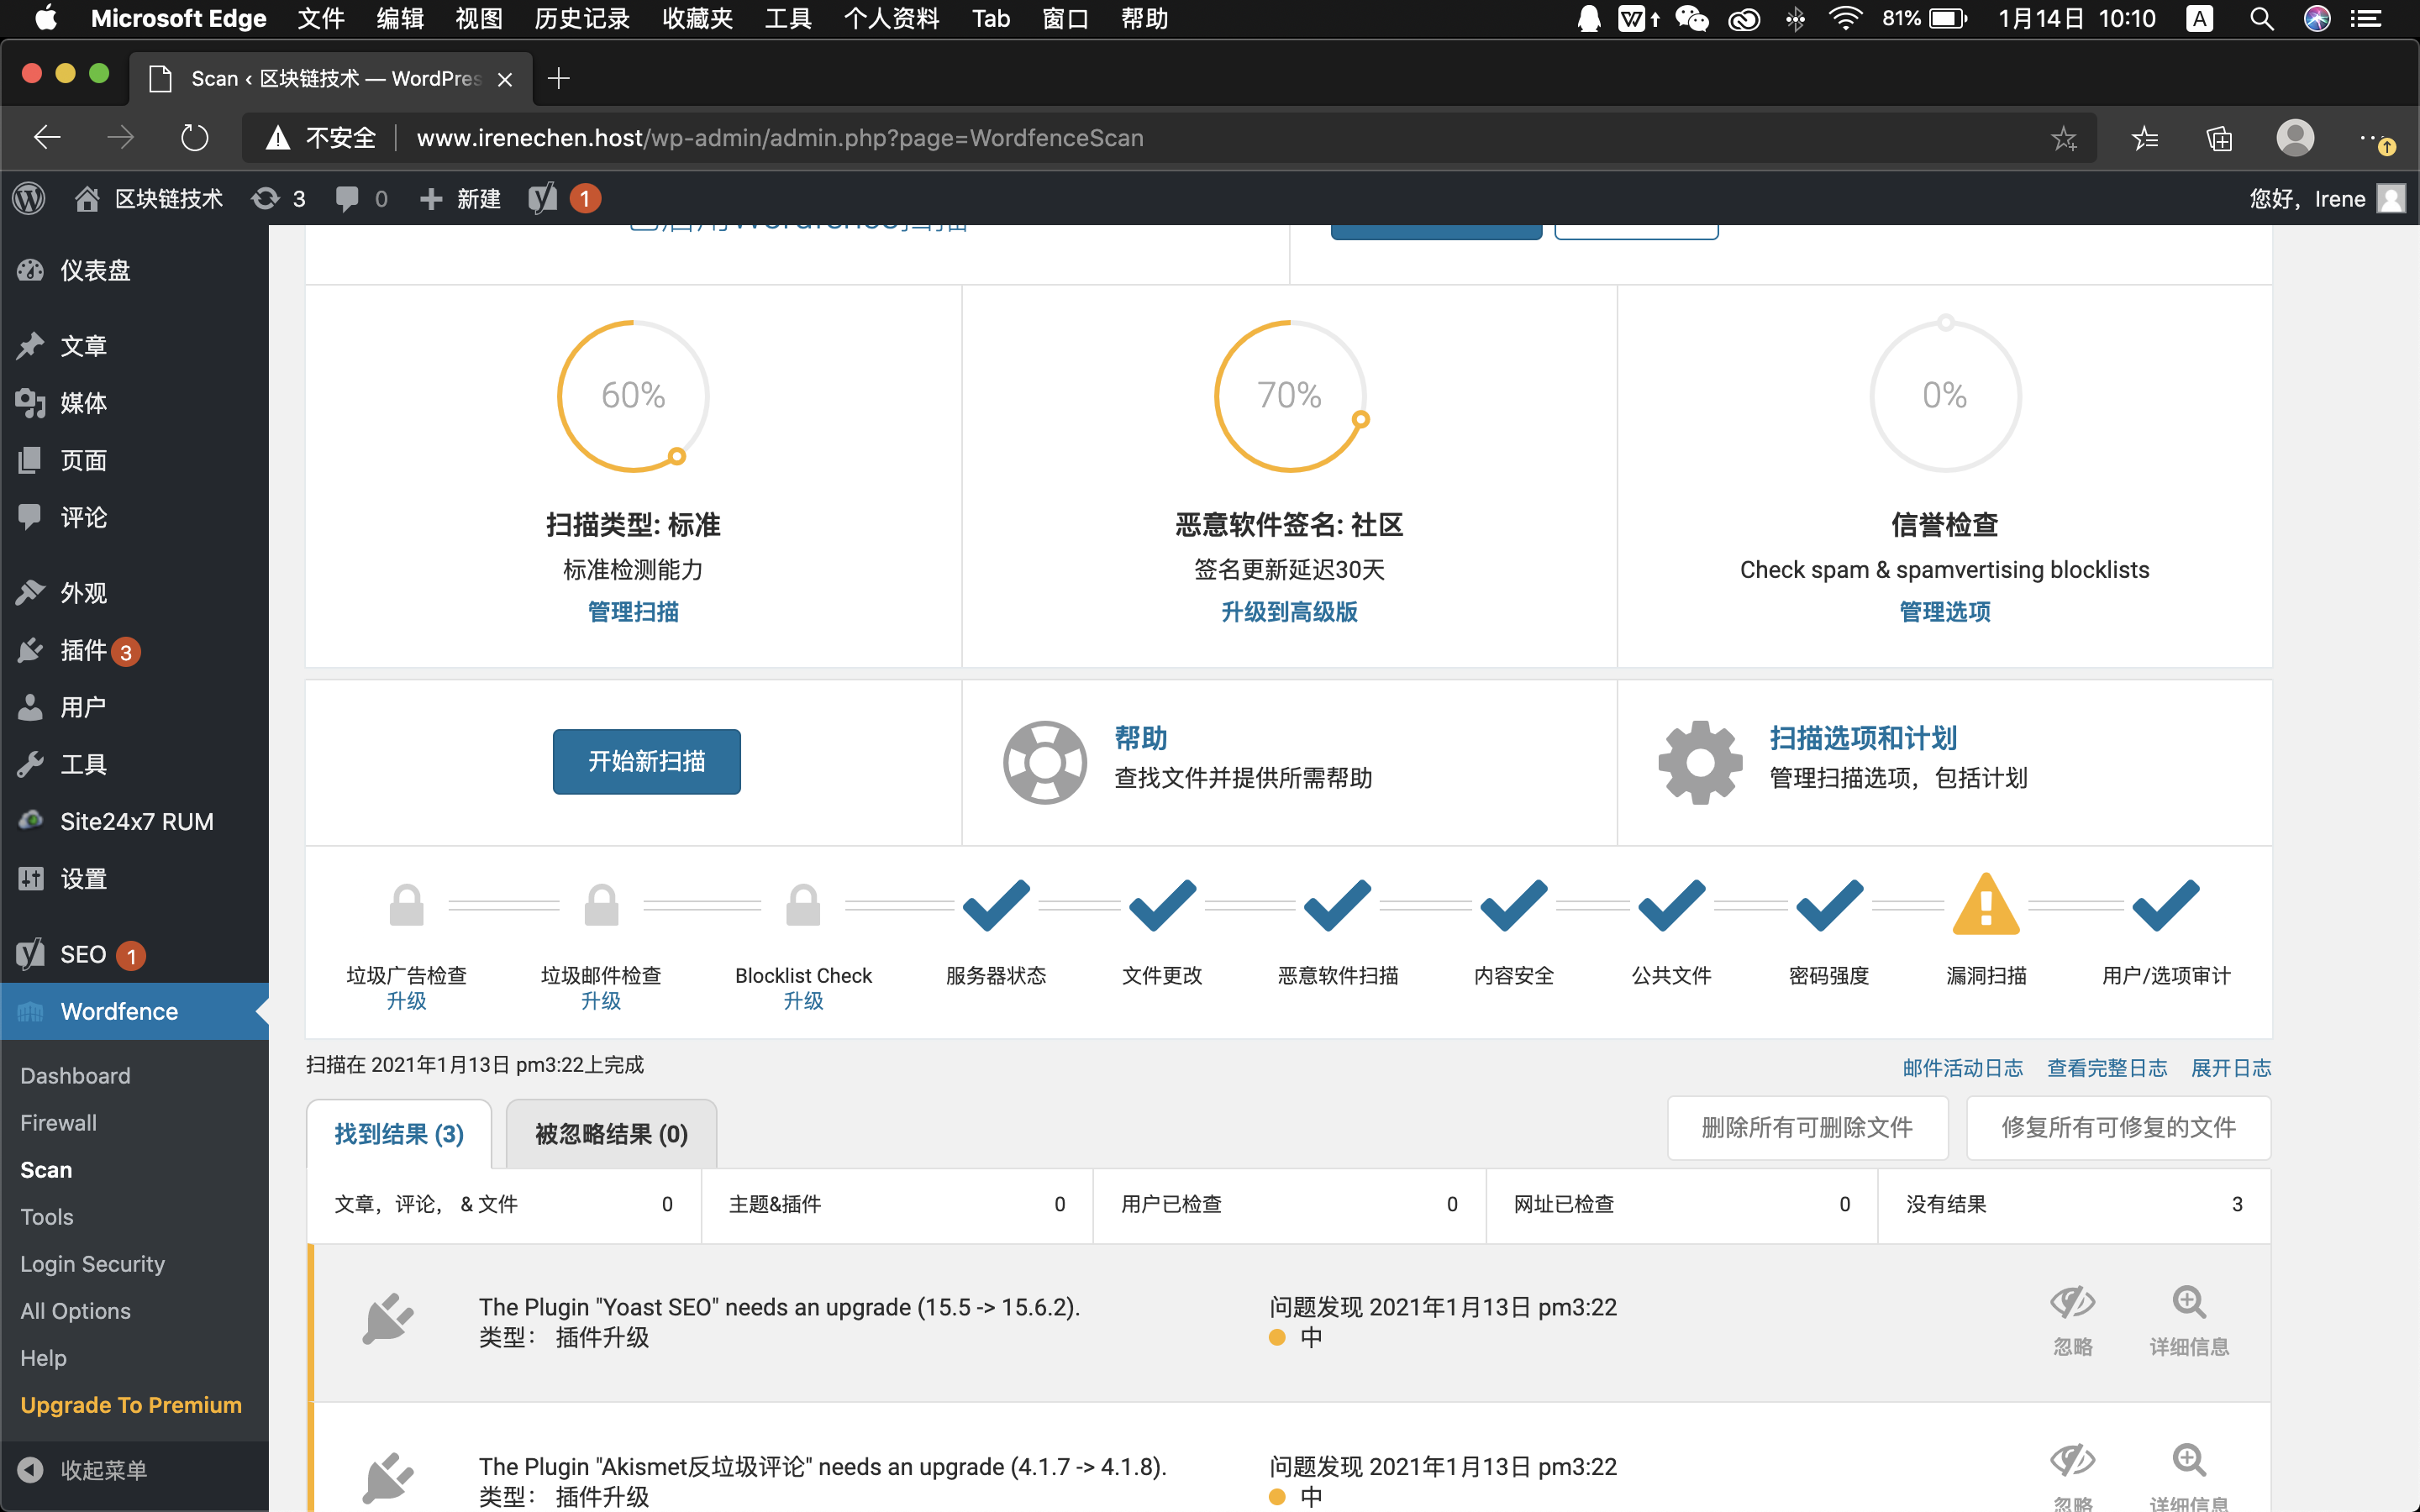 Microsoft Edge 文件 编辑 视图 历史记录 收藏夹 工具 个人资料 Tab 窗口 帮助 81% 1月14日 10:10 A
Scan ‹ 区块链技术 — WordPres
不安全 www.irenechen.host/wp-admin/admin.php?page=WordfenceScan
区块链技术 3 0 新建 1 您好，Irene
已启用Wordfence扫描
仪表盘
文章
媒体
页面
评论
外观
插件 3
用户
工具
Site24x7 RUM
设置
SEO 1
Wordfence
Dashboard
Firewall
Scan
Tools
Login Security
All Options
Help
Upgrade To Premium
收起菜单
60%
扫描类型: 标准
标准检测能力
管理扫描
70%
恶意软件签名: 社区
签名更新延迟30天
升级到高级版
0%
信誉检查
Check spam & spamvertising blocklists
管理选项
开始新扫描
帮助
查找文件并提供所需帮助
扫描选项和计划
管理扫描选项，包括计划
垃圾广告检查 垃圾邮件检查 Blocklist Check 服务器状态 文件更改 恶意软件扫描 内容安全 公共文件 密码强度 漏洞扫描 用户/选项审计
升级 升级 升级
扫描在 2021年1月13日 pm3:22上完成
邮件活动日志 查看完整日志 展开日志
找到结果 (3) 被忽略结果 (0) 删除所有可删除文件 修复所有可修复的文件
文章，评论， & 文件 0 主题&插件 0 用户已检查 0 网址已检查 0 没有结果 3
The Plugin "Yoast SEO" needs an upgrade (15.5 -> 15.6.2). 问题发现 2021年1月13日 pm3:22
类型： 插件升级 中 忽略 详细信息
The Plugin "Akismet反垃圾评论" needs an upgrade (4.1.7 -> 4.1.8). 问题发现 2021年1月13日 pm3:22
类型： 插件升级 中 忽略 详细信息